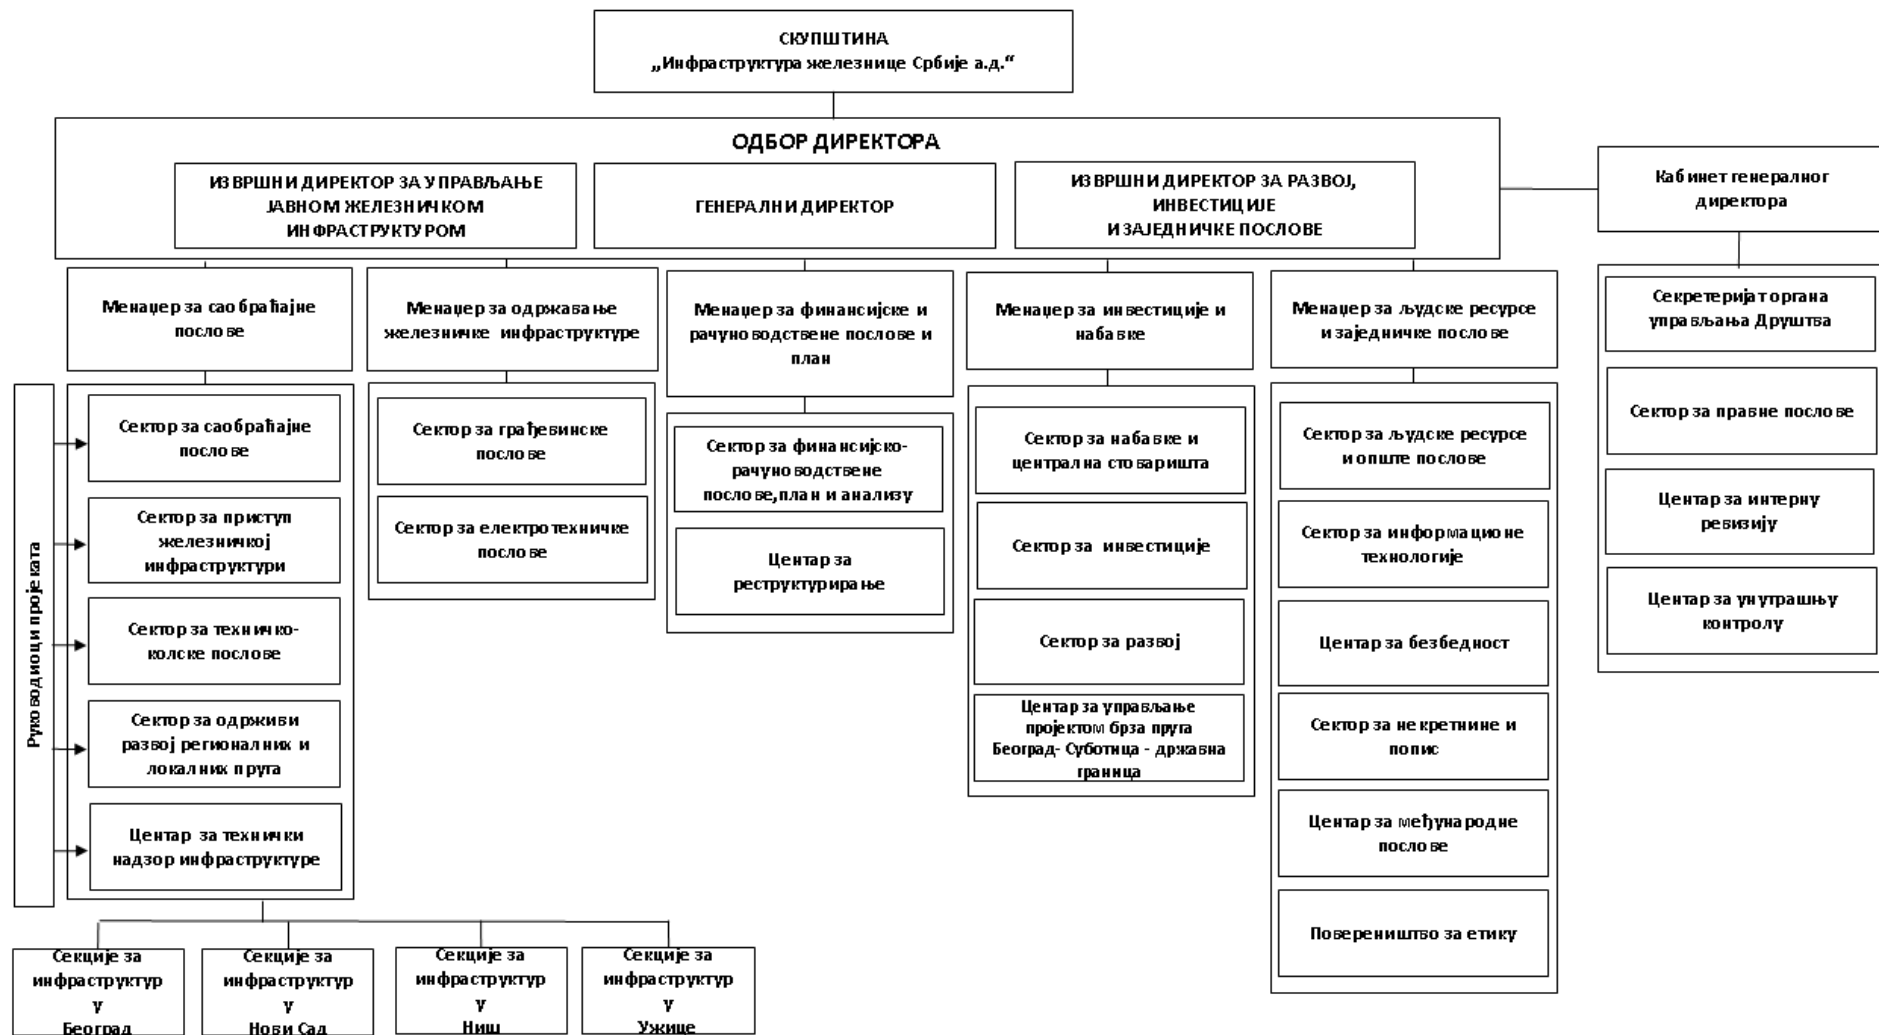 СКУПШТИНА
„Инфраструктура железнице Србије а.д.“
ОДБОР ДИРЕКТОРА
ИЗВРШНИ ДИРЕКТОР ЗА УПРАВЉАЊЕ
ЈАВНОМ ЖЕЛЕЗНИЧКОМ
ИНФРАСТРУКТУРОМ
ГЕНЕРАЛНИ ДИРЕКТОР
ИЗВРШНИ ДИРЕКТОР ЗА РАЗВОЈ,
ИНВЕСТИЦИЈЕ
И ЗАЈЕДНИЧКЕ ПОСЛОВЕ
Кабинет генералног
директора
Менаџер за саобраћајне
послове
Менаџер за одржавање
железничке инфраструктуре
Менаџер за финансијске и
рачуноводствене послове и
план
Менаџер за инвестиције и
набавке
Менаџер за људске ресурсе
и заједничке послове
Секретеријат органа
управљања Друштва
Сектор за правне послове
Центар за интерну
ревизију
Центар за унутрашњу
контролу
Руководиоци пројеката
Сектор за саобраћајне
послове
Сектор за приступ
железничкој
инфраструктури
Сектор за техничко-
колске послове
Сектор за одрживи
развој регионалних и
локалних пруга
Центар за технички
надзор инфраструктуре
Сектор за грађевинске
послове
Сектор за електротехничке
послове
Сектор за финансијско-
рачуноводствене
послове,план и анализу
Центар за
реструктурирање
Сектор за набавке и
централна стоваришта
Сектор за инвестиције
Сектор за развој
Центар за управљање
пројектом брза пруга
Београд- Суботица - државна
граница
Сектор за људске ресурсе
и опште послове
Сектор за информационе
технологије
Центар за безбедност
Сектор за некретнине и
попис
Центар за међународне
послове
Повереништво за етику
Секције за
инфраструктур
у
Београд
Секције за
инфраструктур
у
Нови Сад
Секције за
инфраструктур
у
Ниш
Секције за
инфраструктур
у
Ужице